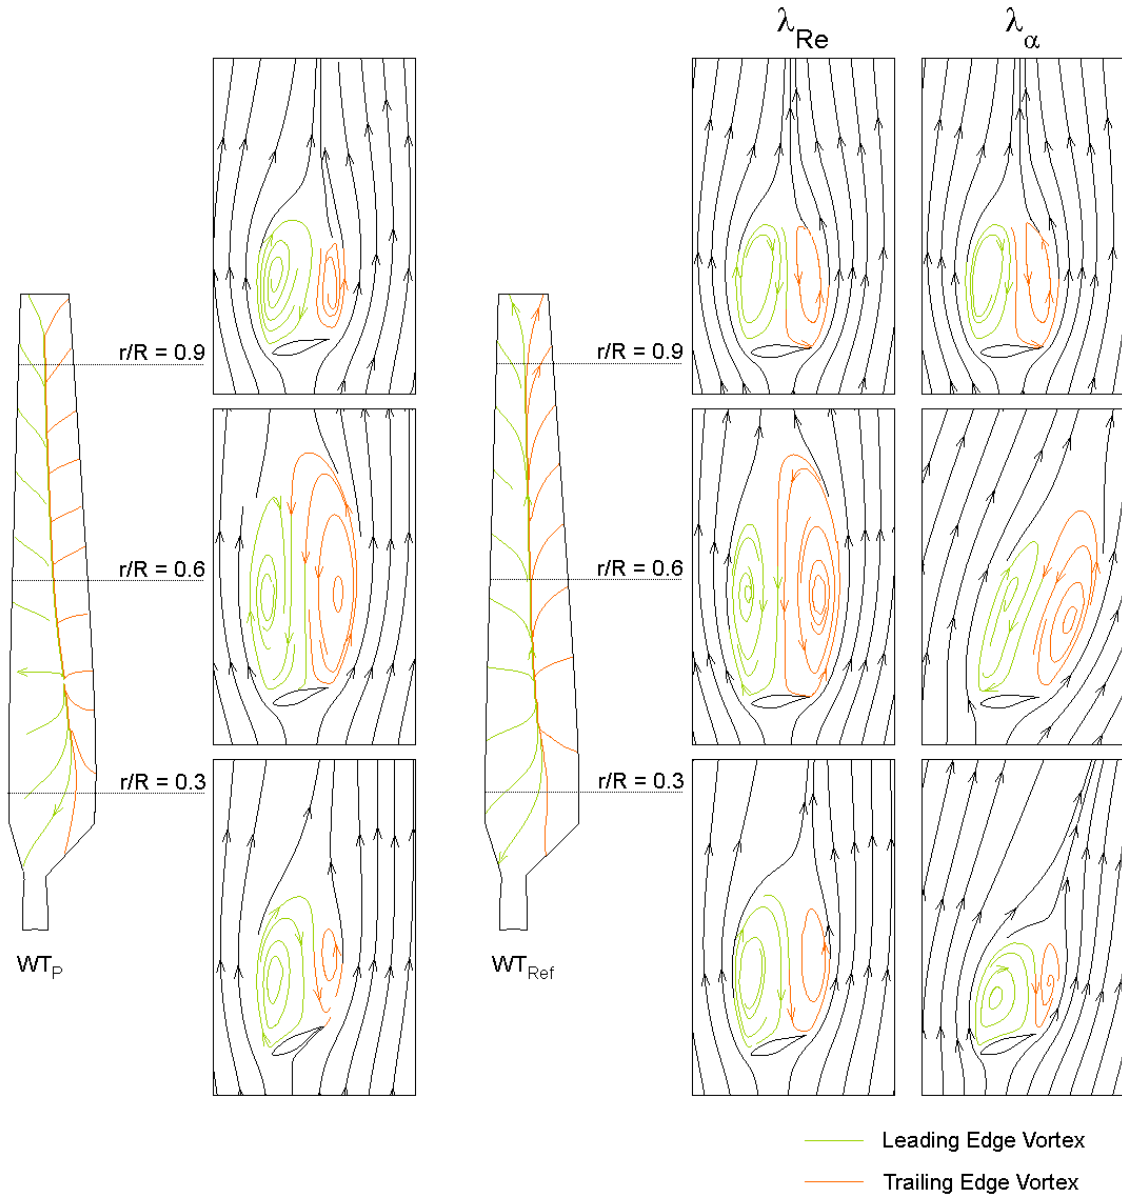 λRe
λα
r/R = 0.9
r/R = 0.9
r/R = 0.6
r/R = 0.6
r/R = 0.3
r/R = 0.3
WTP
WTRef
Leading Edge Vortex
Trailing Edge Vortex